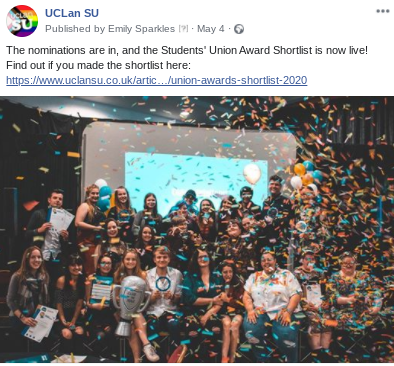 UCLan SU
Published by Emily Sparkles [?] · May 4 ·
The nominations are in, and the Students' Union Award Shortlist is now live!
Find out if you made the shortlist here:
https://www.uclansu.co.uk/artic…/union-awards-shortlist-2020
SU